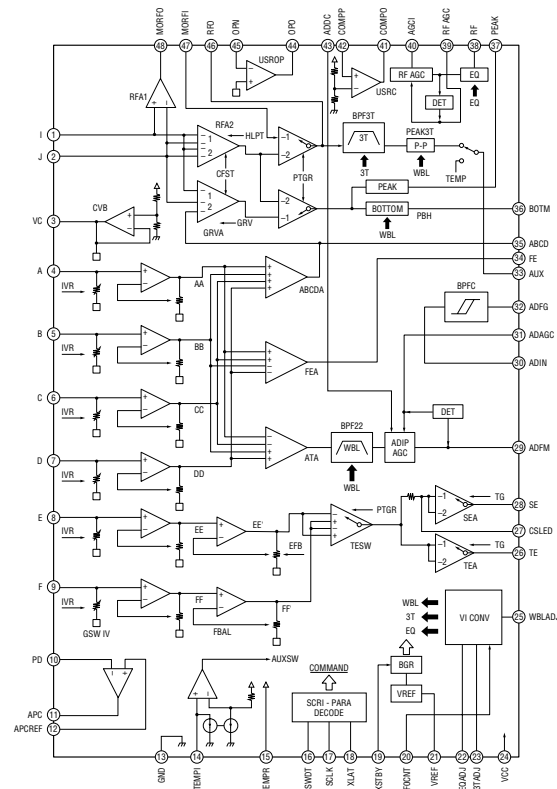 MORFO
MORFI
RFO
OPN
OPO
ADDC
COMPP
COMPO
AGCI
RF AGC
RF
PEAK
48
47
46
45
44
43
42
41
40
39
38
37
USROP
USRC
RF AGC
EQ
DET
EQ
RFA1
RFA2
HLPT
BPF3T
3T
PEAK3T
P-P
3T
WBL
TEMP
I
1
J
2
CFST
PTGR
PEAK
BOTTOM
PBH
WBL
36
BOTM
CVB
VC
3
GRVA
GRV
35
ABCD
34
FE
33
AUX
A
4
IVR
AA
ABCDA
BPFC
32
ADFG
31
ADAGC
B
5
IVR
BB
FEA
30
ADIN
C
6
IVR
CC
BPF22
WBL
WBL
DET
ADIP
AGC
29
ADFM
ATA
D
7
IVR
DD
E
8
IVR
EE
EE'
EFB
PTGR
TESW
TG
SEA
28
SE
27
CSLED
TG
TEA
26
TE
F
9
IVR
GSW IV
FF
FBAL
FF'
WBL
3T
EQ
VI CONV
25
WBLADJ
PD
10
APC
11
APCREF
12
AUXSW
COMMAND
SCRI - PARA
DECODE
BGR
VREF
13
14
15
16
17
18
19
20
21
22
23
24
GND
TEMPI
TEMPR
SWDT
SCLK
XLAT
XSTBY
FOCNT
VREF
EQADJ
3TADJ
VCC